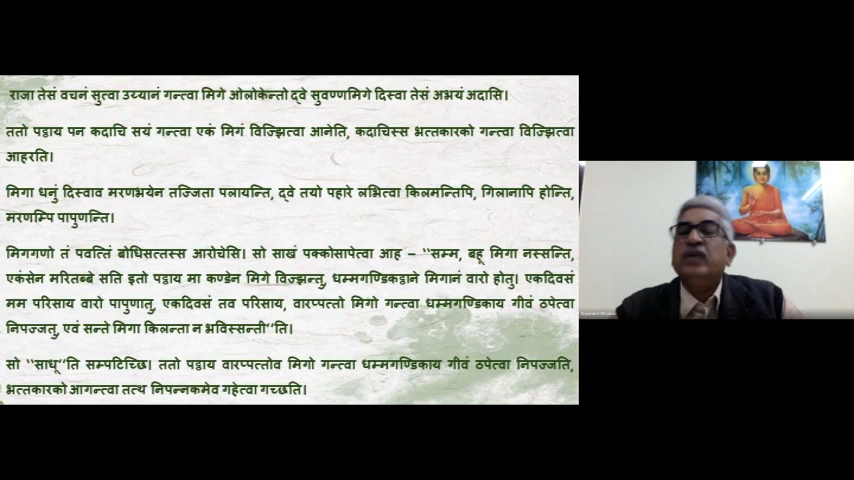 राजा तेसं वचनं सुत्वा उय्यानं गन्त्वा मिगे ओलोकेन्तो द्वे सुवण्णमिगे दिस्वा तेसं अभयं अदासि।
ततो पट्ठाय पन कदाचि सयं गन्त्वा एकं मिगं विज्झित्वा आनेति, कदाचिस्स भत्तकारको गन्त्वा विज्झित्वा
आहरति।
मिगा धनुं दिस्वाव मरणभयेन तज्जिता पलायन्ति, द्वे तयो पहारे लभित्वा किलमन्तिपि, गिलानापि होन्ति,
मरणम्पि पापुणन्ति।
मिगगणो तं पवत्तिं बोधिसत्तस्स आरोचेसि। सो साखं पक्कोसापेत्वा आह – ‘‘सम्म, बहू मिगा नस्सन्ति,
एकंसेन मरितब्बे सति इतो पट्ठाय मा कण्डेन मिगे विज्झन्तु, धम्मगण्डिकट्ठाने मिगानं वारो होतु। एकदिवसं
मम परिसाय वारो पापुणातु, एकदिवसं तव परिसाय, वारप्पत्तो मिगो गन्त्वा धम्मगण्डिकाय गीवं ठपेत्वा
निपज्जतु, एवं सन्ते मिगा किलन्ता न भविस्सन्ती’’ति।
सो ‘‘साधू’’ति सम्पटिच्छि। ततो पट्ठाय वारप्पत्तोव मिगो गन्त्वा धम्मगण्डिकाय गीवं ठपेत्वा निपज्जति,
भत्तकारको आगन्त्वा तत्थ निपन्नकमेव गहेत्वा गच्छति।